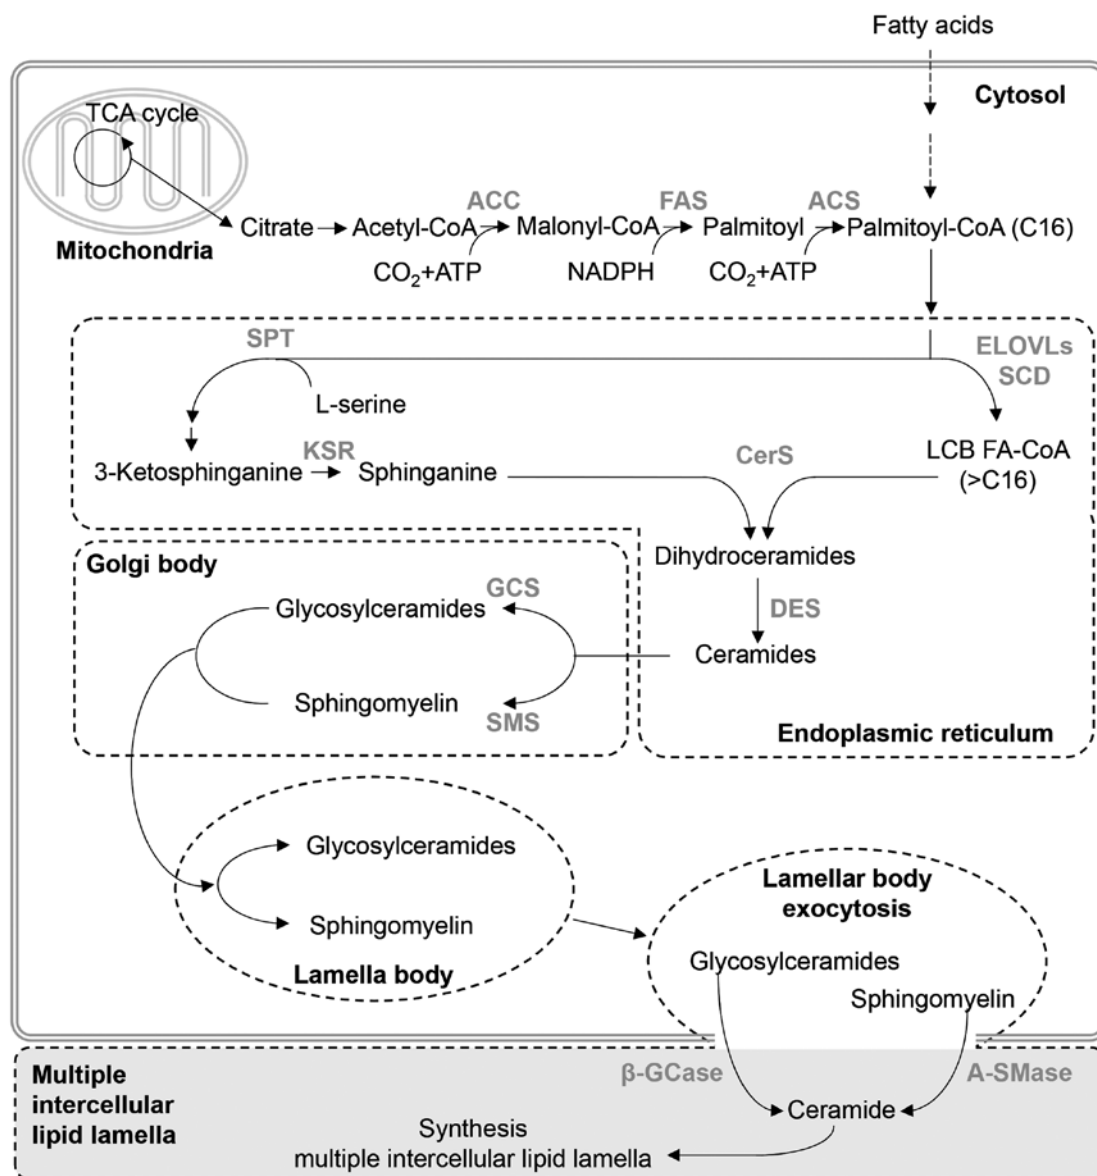 Fatty acids
Cytosol
TCA cycle
Mitochondria
ACC FAS ACS
Citrate Acetyl-CoA Malonyl-CoA Palmitoyl Palmitoyl-CoA (C16)
CO2+ATP NADPH CO2+ATP
SPT
ELOVLs
SCD
L-serine
KSR
3-Ketosphinganine Sphinganine
CerS
LCB FA-CoA
(>C16)
Dihydroceramides
DES
Ceramides
Endoplasmic reticulum
Golgi body
GCS
Glycosylceramides
Sphingomyelin
SMS
Glycosylceramides
Sphingomyelin
Lamella body
Lamellar body
exocytosis
Glycosylceramides
Sphingomyelin
Multiple
intercellular
lipid lamella
β-GCase
A-SMase
Ceramide
Synthesis
multiple intercellular lipid lamella